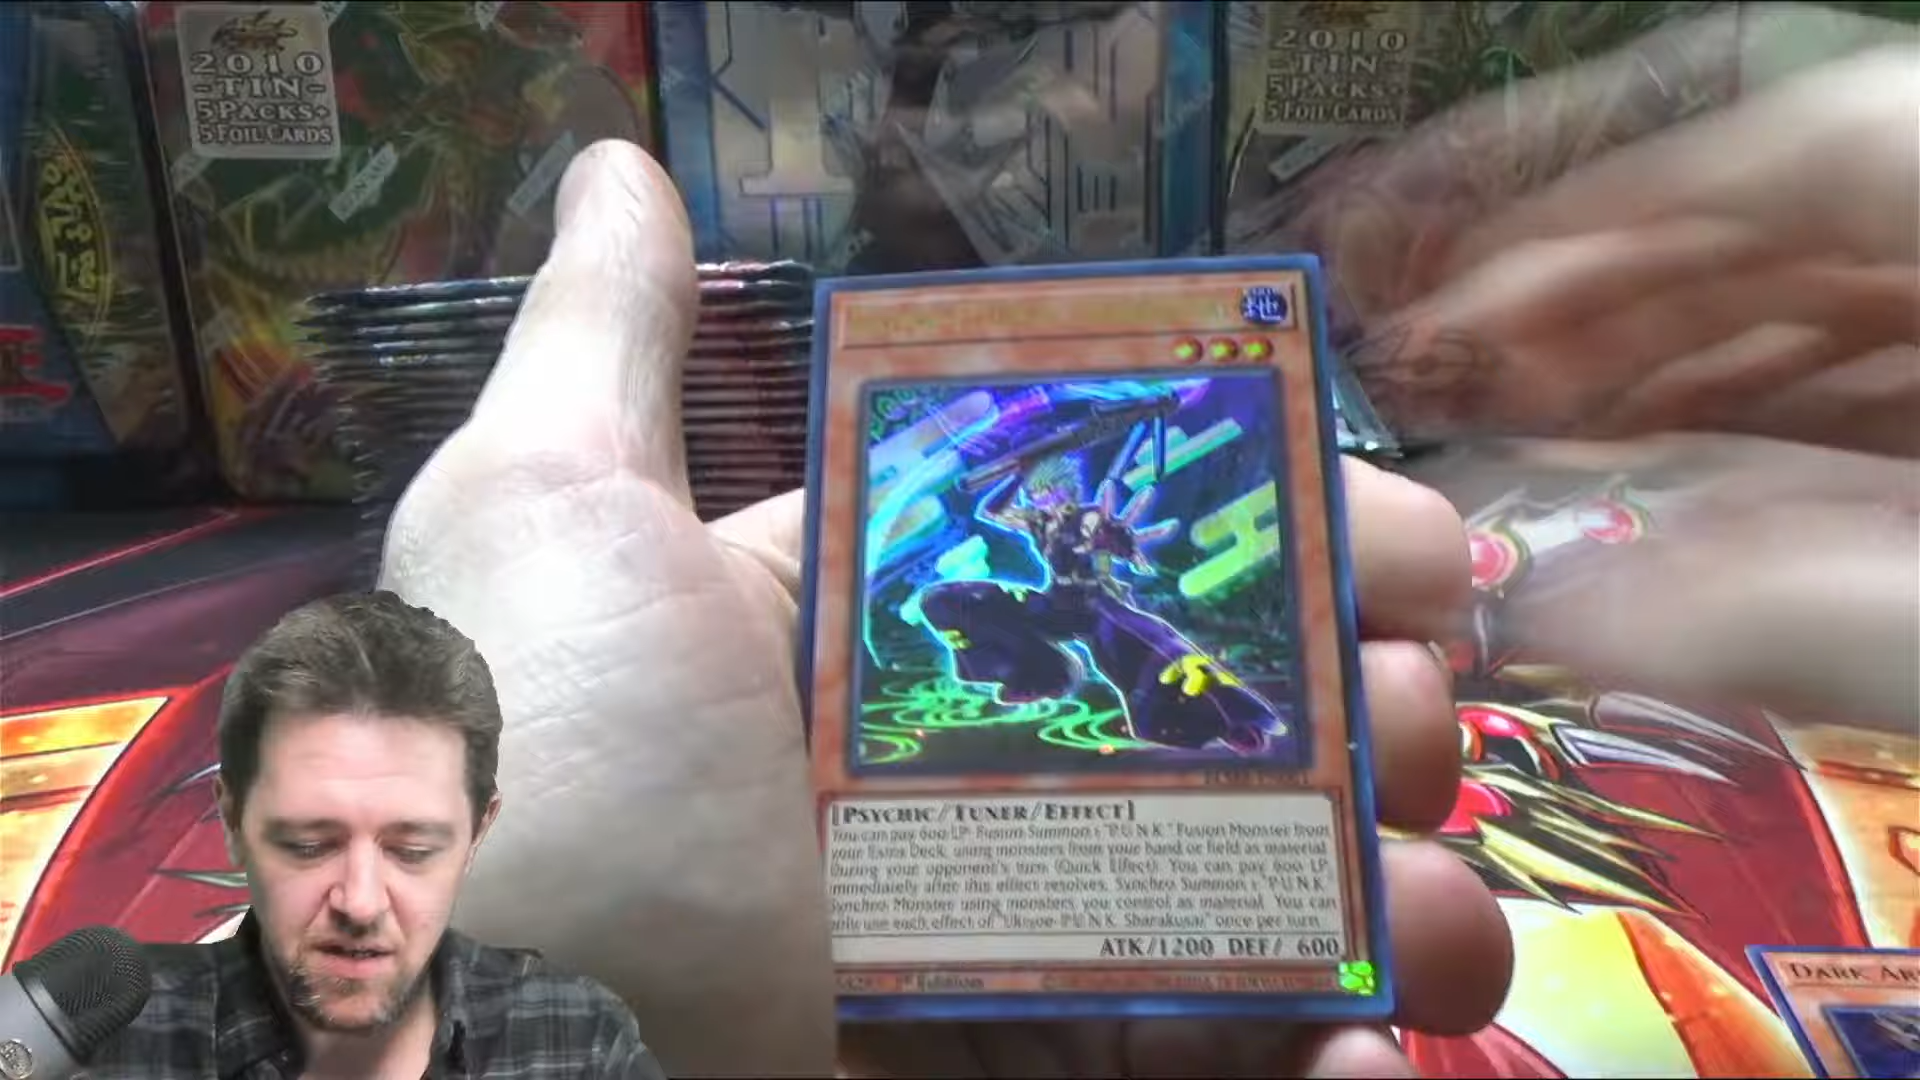 2010
-TIN-
5 PACKS+
5 FOIL CARDS
2010
-TIN-
5 PACKS+
5 FOIL CARDS
地
[PSYCHIC/TUNER/EFFECT]
You can pay 600 LP; Fusion Summon 1 "P.U.N.K." Fusion Monster from
your Extra Deck, using monsters from your hand or field as material.
During your opponent's turn (Quick Effect): You can pay 600 LP;
immediately after this effect resolves, Synchro Summon 1 "P.U.N.K."
Synchro Monster using monsters you control as material. You can
only use each effect of "Ukiyoe-P.U.N.K. Sharakusai" once per turn.
ATK/1200 DEF/ 600
1st Edition
DARK AR